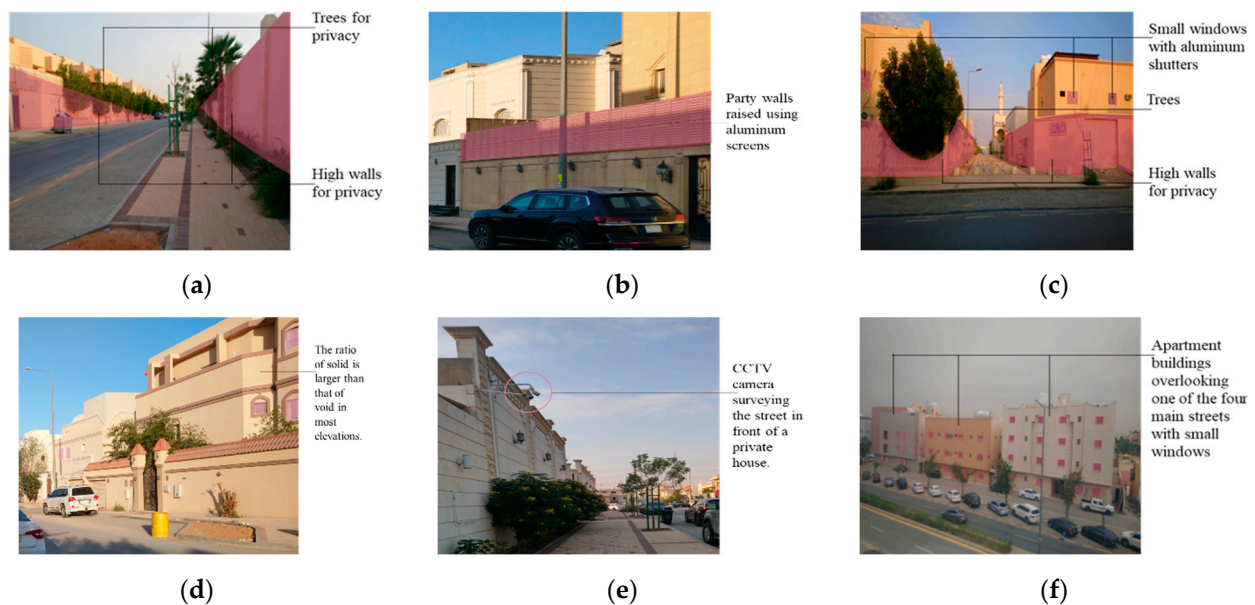 Trees for
privacy
High walls
for privacy
(a)
Party walls
raised using
aluminum
screens
(b)
Small windows
with aluminum
shutters
Trees
High walls
for privacy
(c)
The ratio
of solid is
larger than
that of
void in
most
elevations.
(d)
CCTV
camera
surveying
the street in
front of a
private
house.
(e)
Apartment
buildings
overlooking
one of the four
main streets
with small
windows
(f)